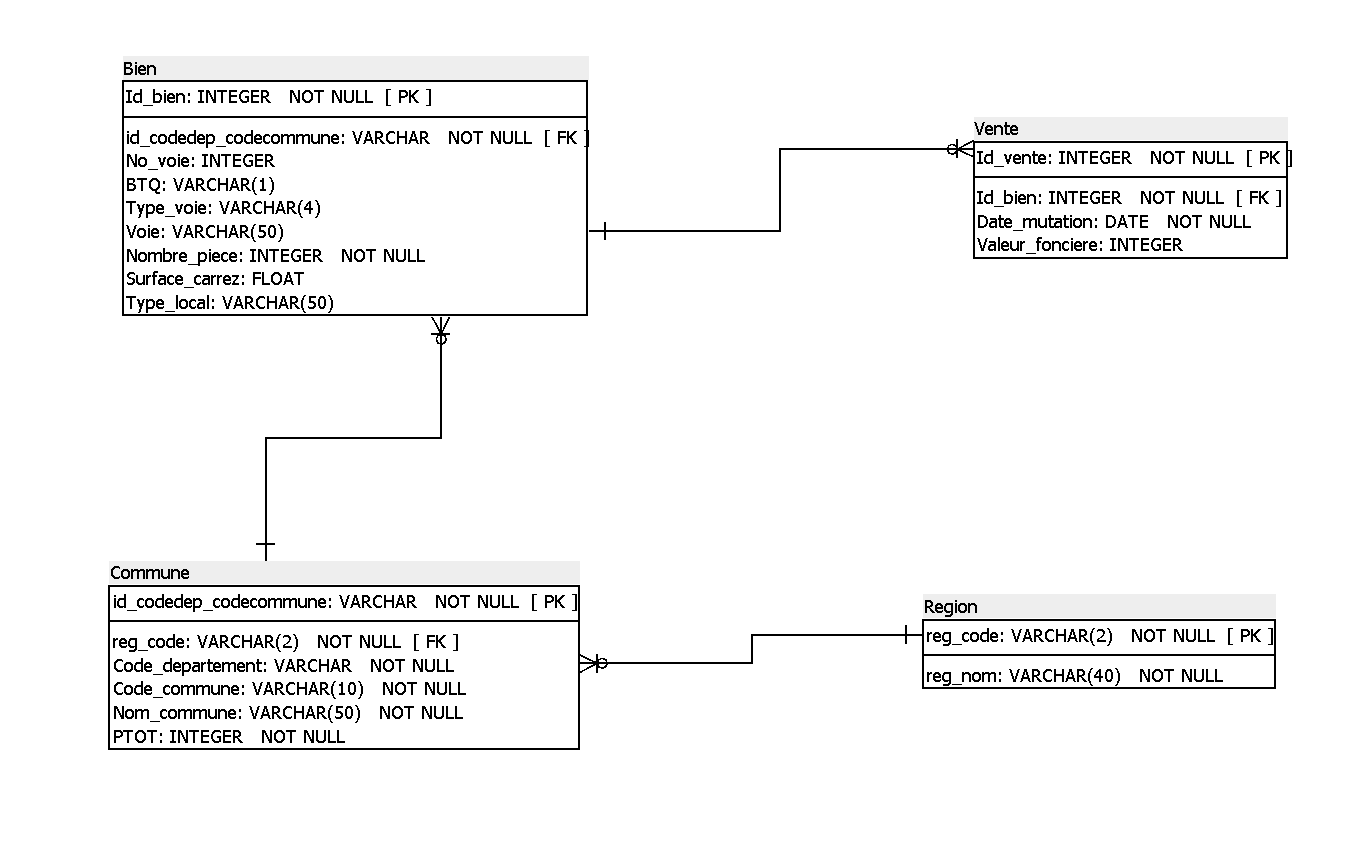 Bien
Id_bien: INTEGER NOT NULL [ PK ]
id_codedep_codecommune: VARCHAR NOT NULL [ FK ]
No_voie: INTEGER
BTQ: VARCHAR(1)
Type_voie: VARCHAR(4)
Voie: VARCHAR(50)
Nombre_piece: INTEGER NOT NULL
Surface_carrez: FLOAT
Type_local: VARCHAR(50)
Vente
Id_vente: INTEGER NOT NULL [ PK ]
Id_bien: INTEGER NOT NULL [ FK ]
Date_mutation: DATE NOT NULL
Valeur_fonciere: INTEGER
Commune
id_codedep_codecommune: VARCHAR NOT NULL [ PK ]
reg_code: VARCHAR(2) NOT NULL [ FK ]
Code_departement: VARCHAR NOT NULL
Code_commune: VARCHAR(10) NOT NULL
Nom_commune: VARCHAR(50) NOT NULL
PTOT: INTEGER NOT NULL
Region
reg_code: VARCHAR(2) NOT NULL [ PK ]
reg_nom: VARCHAR(40) NOT NULL